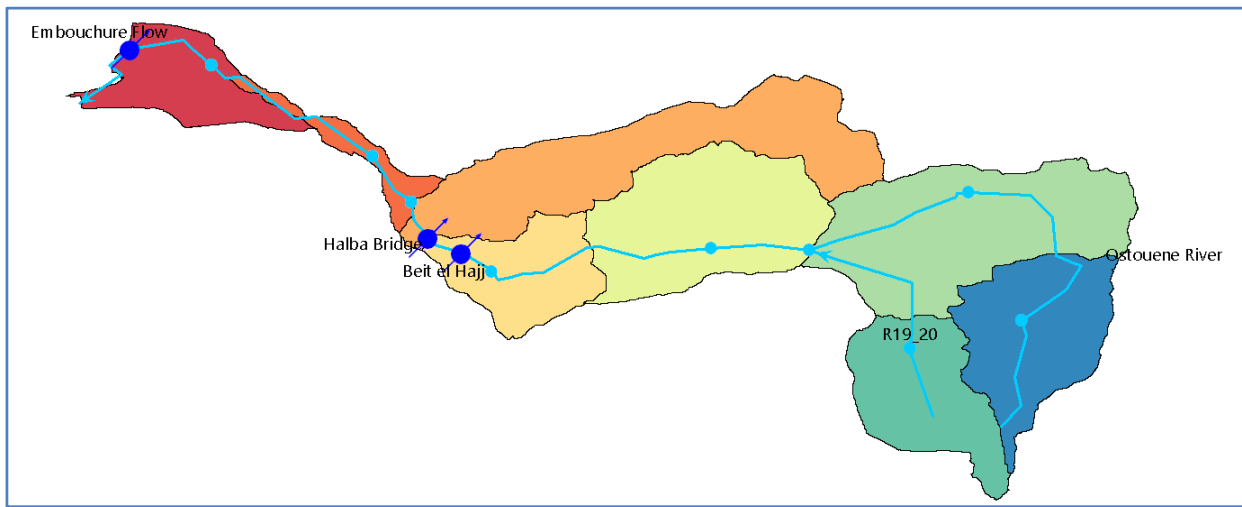 Embouchure Flow
Halba Bridge
Beit el Hajj
Ostouene River
R19_20